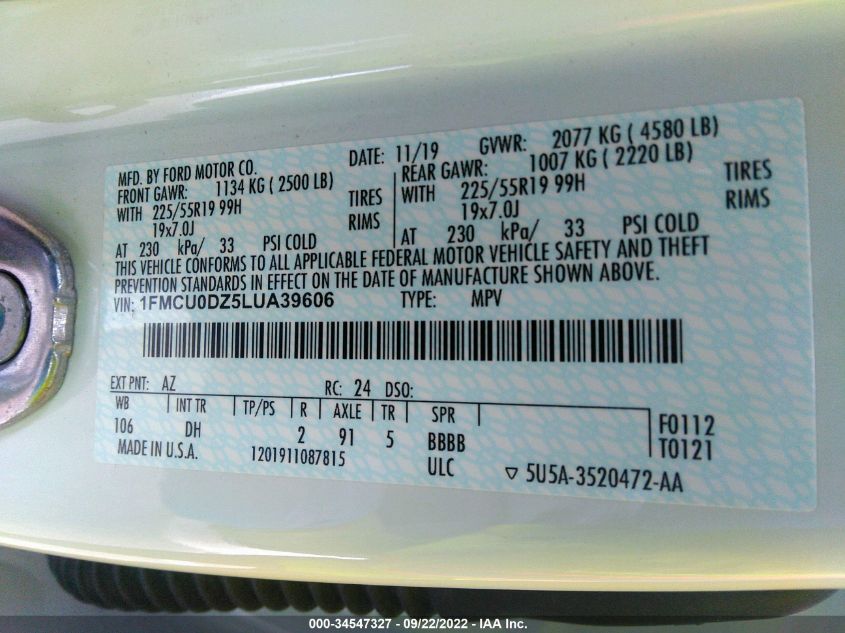 MFD. BY FORD MOTOR CO. DATE: 11/19 GVWR: 2077 KG ( 4580 LB)
FRONT GAWR: 1134 KG ( 2500 LB) REAR GAWR: 1007 KG ( 2220 LB)
WITH 225/55R19 99H TIRES WITH 225/55R19 99H TIRES
19x7.0J RIMS 19x7.0J RIMS
AT 230 kPa/ 33 PSI COLD AT 230 kPa/ 33 PSI COLD
THIS VEHICLE CONFORMS TO ALL APPLICABLE FEDERAL MOTOR VEHICLE SAFETY AND THEFT
PREVENTION STANDARDS IN EFFECT ON THE DATE OF MANUFACTURE SHOWN ABOVE.
VIN: 1FMCU0DZ5LUA39606 TYPE: MPV
EXT PNT: AZ RC: 24 DSO:
WB INT TR TP/PS R AXLE TR SPR F0112
106 DH 2 91 5 BBBB T0121
MADE IN U.S.A. 1201911087815 ULC ▽ 5U5A-3520472-AA
000-34547327 - 09/22/2022 - IAA Inc.